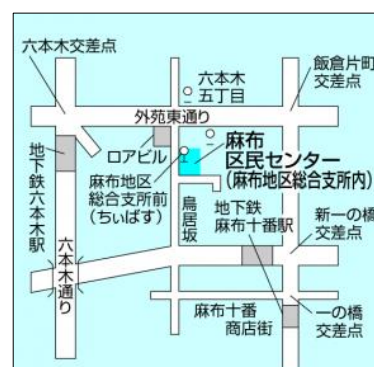 六本木交差点
六本木
五丁目
飯倉片町
交差点
外苑東通り
ロアビル
麻布
区民センター
(麻布地区総合支所内)
地下鉄六本木駅
麻布地区
総合支所前
(ちぃばす)
鳥居坂
地下鉄
麻布十番駅
新一の橋
交差点
六本木通り
麻布十番
商店街
一の橋
交差点